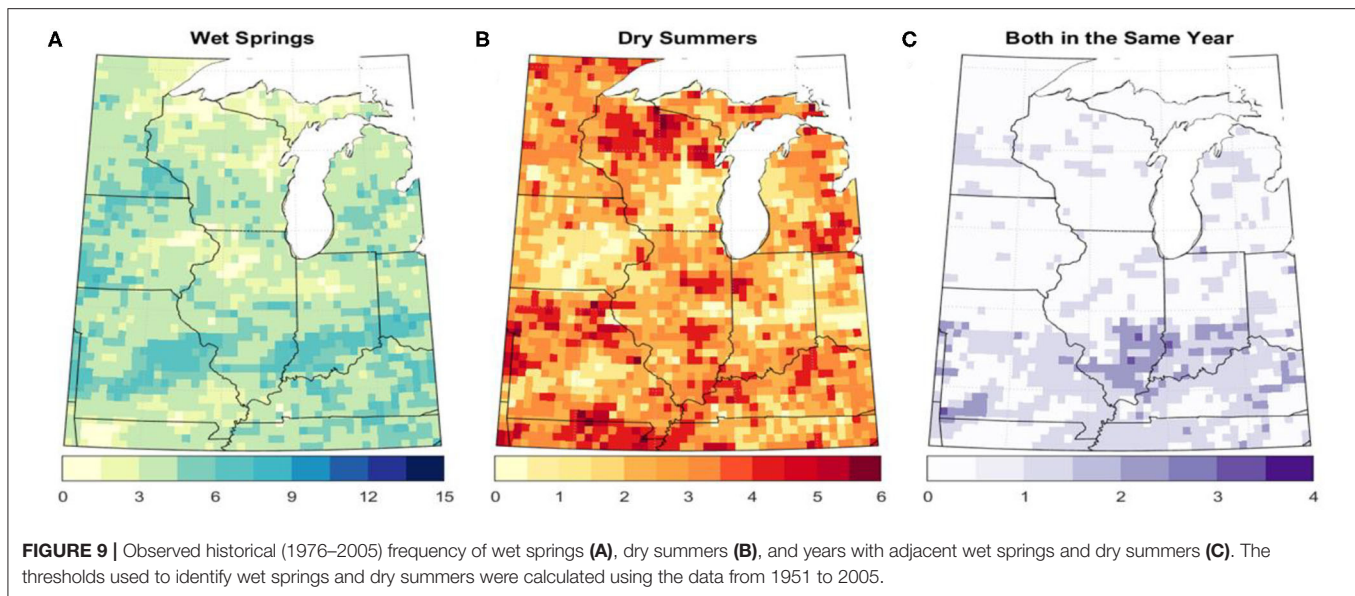 A Wet Springs
B Dry Summers
C Both in the Same Year
0 3 6 9 12 15
0 1 2 3 4 5 6
0 1 2 3 4
FIGURE 9 | Observed historical (1976–2005) frequency of wet springs (A), dry summers (B), and years with adjacent wet springs and dry summers (C). The
thresholds used to identify wet springs and dry summers were calculated using the data from 1951 to 2005.